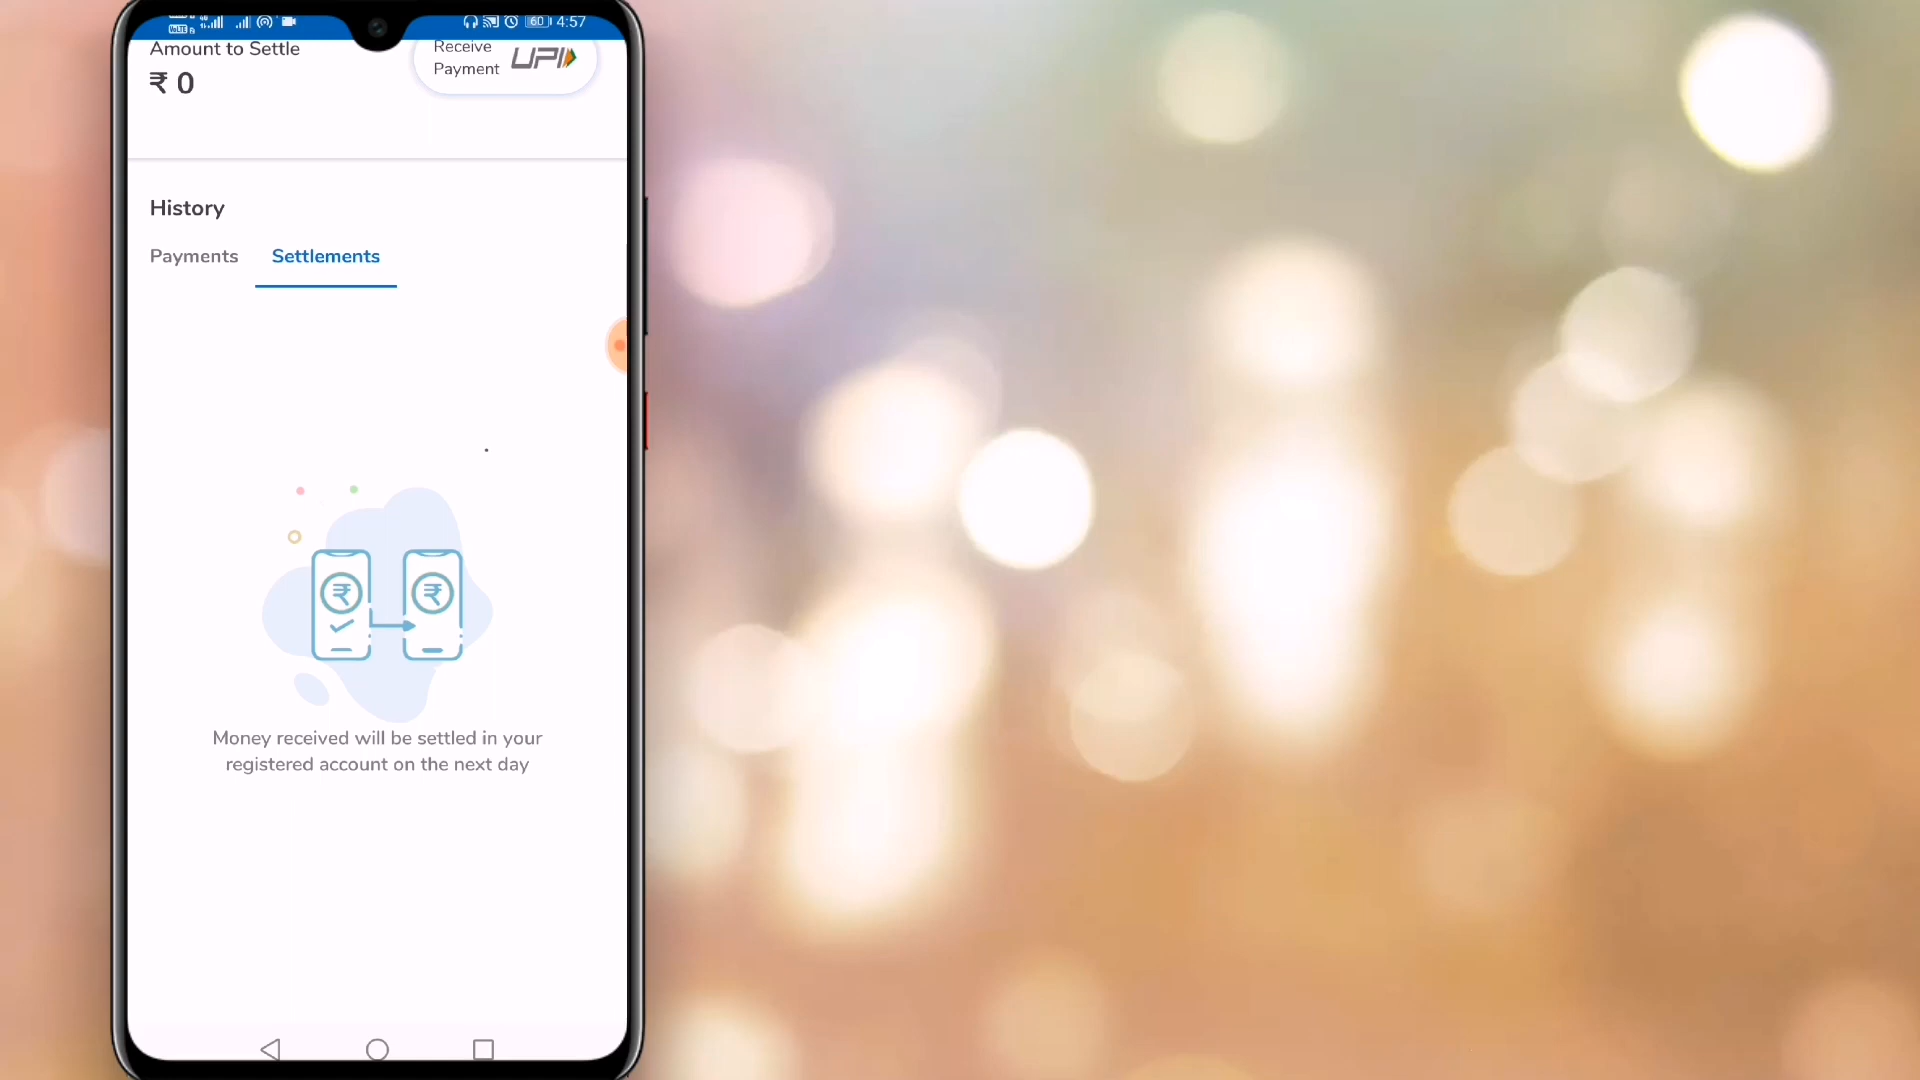 60 4:57
Amount to Settle
₹ 0
Receive
Payment
UPI
History
Payments
Settlements
₹ ₹
Money received will be settled in your
registered account on the next day